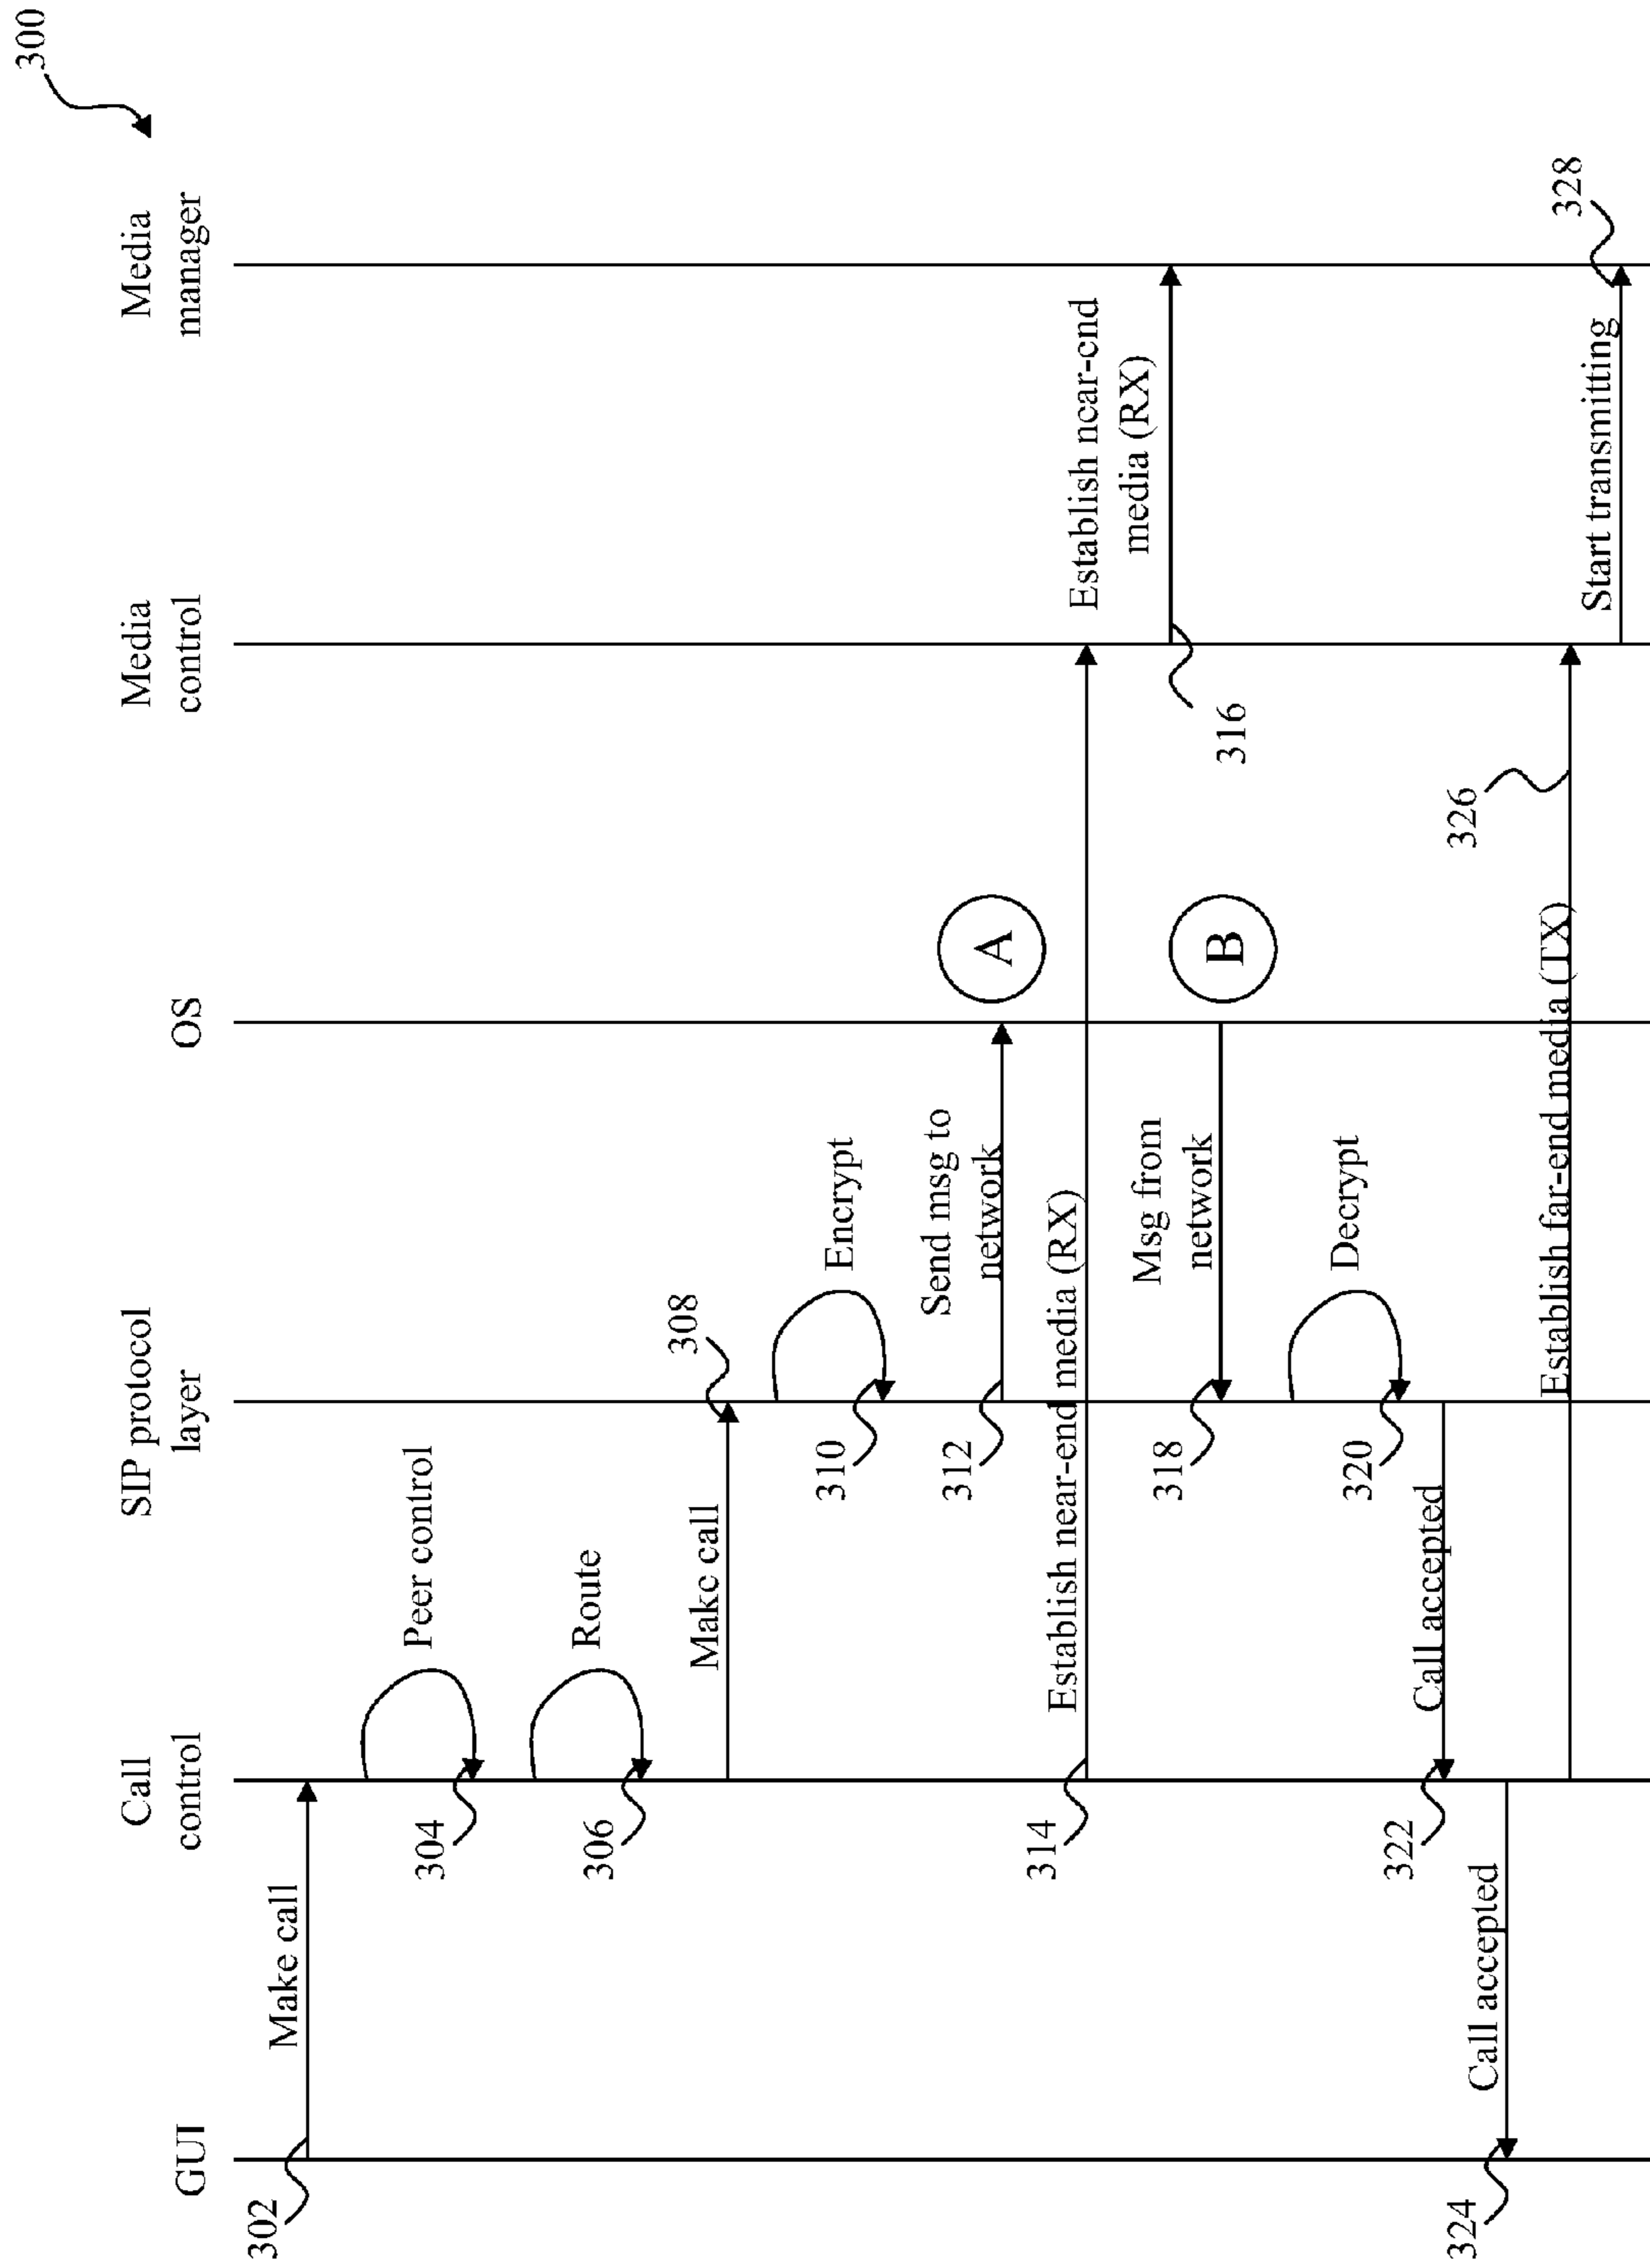 300
GUI
Call
control
SIP protocol
layer
OS
Media
control
Media
manager
302
Make call
304
Peer control
306
Route
Make call
308
310
Encrypt
312
Send msg to
network
A
314
Establish near-end media (RX)
316
Establish near-end
media (RX)
318
Msg from
network
B
320
Decrypt
322
Call accepted
324
Call accepted
Establish far-end media (TX)
326
Start transmitting
328